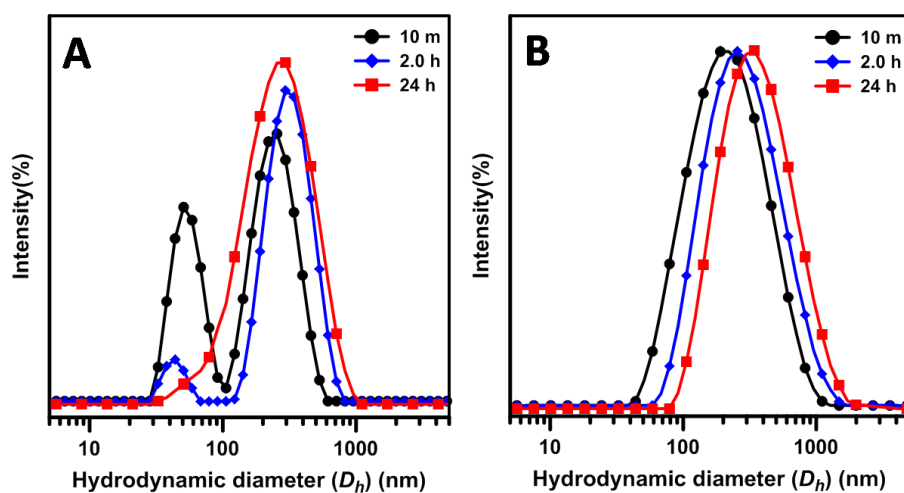 A
10 m
2.0 h
24 h
Intensity(%)
10
100
1000
Hydrodynamic diameter (Dh) (nm)
B
10 m
2.0 h
24 h
Intensity(%)
10
100
1000
Hydrodynamic diameter (Dh) (nm)